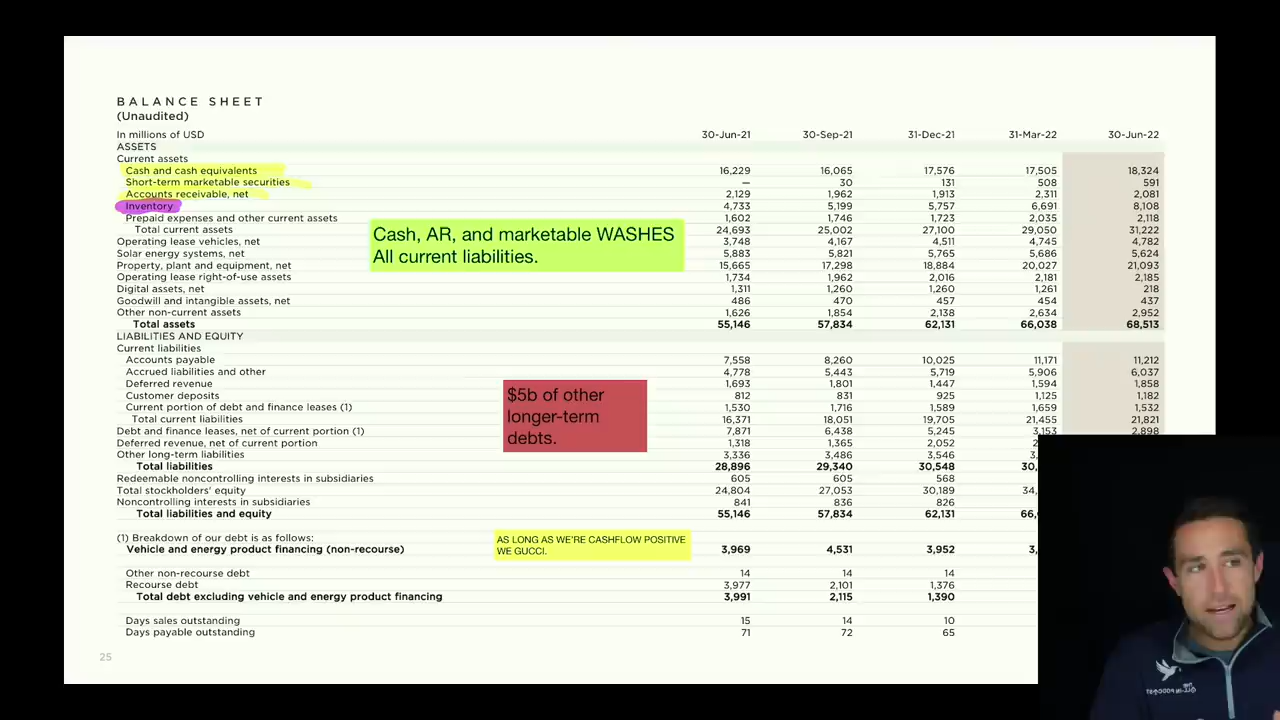 BALANCE SHEET
(Unaudited)
In millions of USD 30-Jun-21 30-Sep-21 31-Dec-21 31-Mar-22 30-Jun-22
ASSETS
Current assets
Cash and cash equivalents 16,229 16,065 17,576 17,505 18,324
Short-term marketable securities — 30 131 508 591
Accounts receivable, net 2,129 1,962 1,913 2,311 2,081
Inventory 4,733 5,199 5,757 6,691 8,108
Prepaid expenses and other current assets 1,602 1,746 1,723 2,035 2,118
Total current assets 24,693 25,002 27,100 29,050 31,222
Operating lease vehicles, net 3,748 4,167 4,511 4,745 4,782
Solar energy systems, net 5,883 5,821 5,765 5,686 5,624
Property, plant and equipment, net 15,665 17,298 18,884 20,027 21,093
Operating lease right-of-use assets 1,734 1,962 2,016 2,181 2,185
Digital assets, net 1,311 1,260 1,260 1,261 218
Goodwill and intangible assets, net 486 470 457 454 437
Other non-current assets 1,626 1,854 2,138 2,634 2,952
Total assets 55,146 57,834 62,131 66,038 68,513
Cash, AR, and marketable WASHES
All current liabilities.
LIABILITIES AND EQUITY
Current liabilities
Accounts payable 7,558 8,260 10,025 11,171 11,212
Accrued liabilities and other 4,778 5,443 5,719 5,906 6,037
Deferred revenue 1,693 1,801 1,447 1,594 1,858
Customer deposits 812 831 925 1,125 1,182
Current portion of debt and finance leases (1) 1,530 1,716 1,589 1,659 1,532
Total current liabilities 16,371 18,051 19,705 21,455 21,821
Debt and finance leases, net of current portion (1) 7,871 6,438 5,245 3,153 2,898
Deferred revenue, net of current portion 1,318 1,365 2,052
Other long-term liabilities 3,336 3,486 3,546
Total liabilities 28,896 29,340 30,548
Redeemable noncontrolling interests in subsidiaries 605 605 568
Total stockholders' equity 24,804 27,053 30,189
Noncontrolling interests in subsidiaries 841 836 826
Total liabilities and equity 55,146 57,834 62,131
$5b of other
longer-term
debts.
(1) Breakdown of our debt is as follows:
Vehicle and energy product financing (non-recourse) 3,969 4,531 3,952
AS LONG AS WE'RE CASHFLOW POSITIVE
WE GUCCI.
Other non-recourse debt 14 14 14
Recourse debt 3,977 2,101 1,376
Total debt excluding vehicle and energy product financing 3,991 2,115 1,390
Days sales outstanding 15 14 10
Days payable outstanding 71 72 65
25